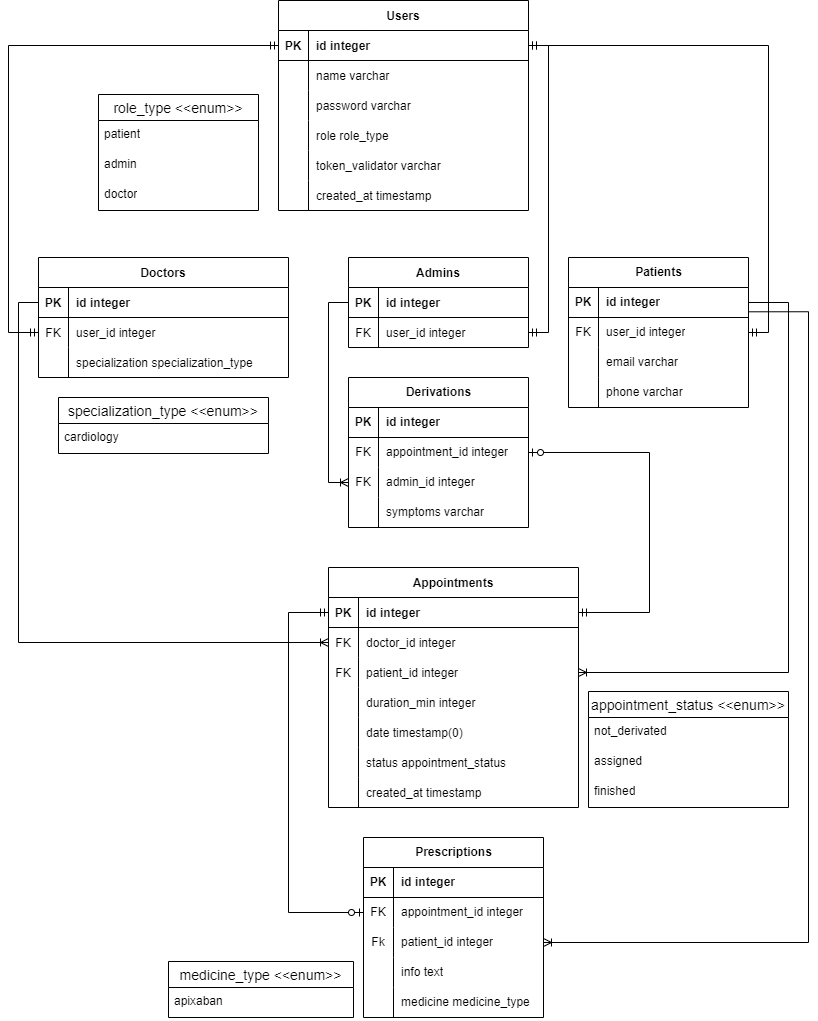 Users
PK id integer
name varchar
password varchar
role role_type
token_validator varchar
created_at timestamp
role_type <<enum>>
patient
admin
doctor
Doctors
PK id integer
FK user_id integer
specialization specialization_type
Admins
PK id integer
FK user_id integer
Patients
PK id integer
FK user_id integer
email varchar
phone varchar
specialization_type <<enum>>
cardiology
Derivations
PK id integer
FK appointment_id integer
FK admin_id integer
symptoms varchar
Appointments
PK id integer
FK doctor_id integer
FK patient_id integer
duration_min integer
date timestamp(0)
status appointment_status
created_at timestamp
appointment_status <<enum>>
not_derivated
assigned
finished
Prescriptions
PK id integer
FK appointment_id integer
Fk patient_id integer
info text
medicine medicine_type
medicine_type <<enum>>
apixaban